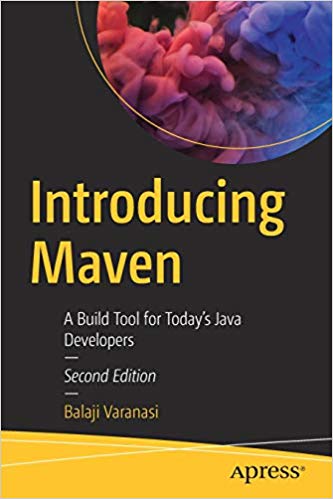 Introducing
Maven
A Build Tool for Today's Java
Developers
—
Second Edition
—
Balaji Varanasi
Apress®